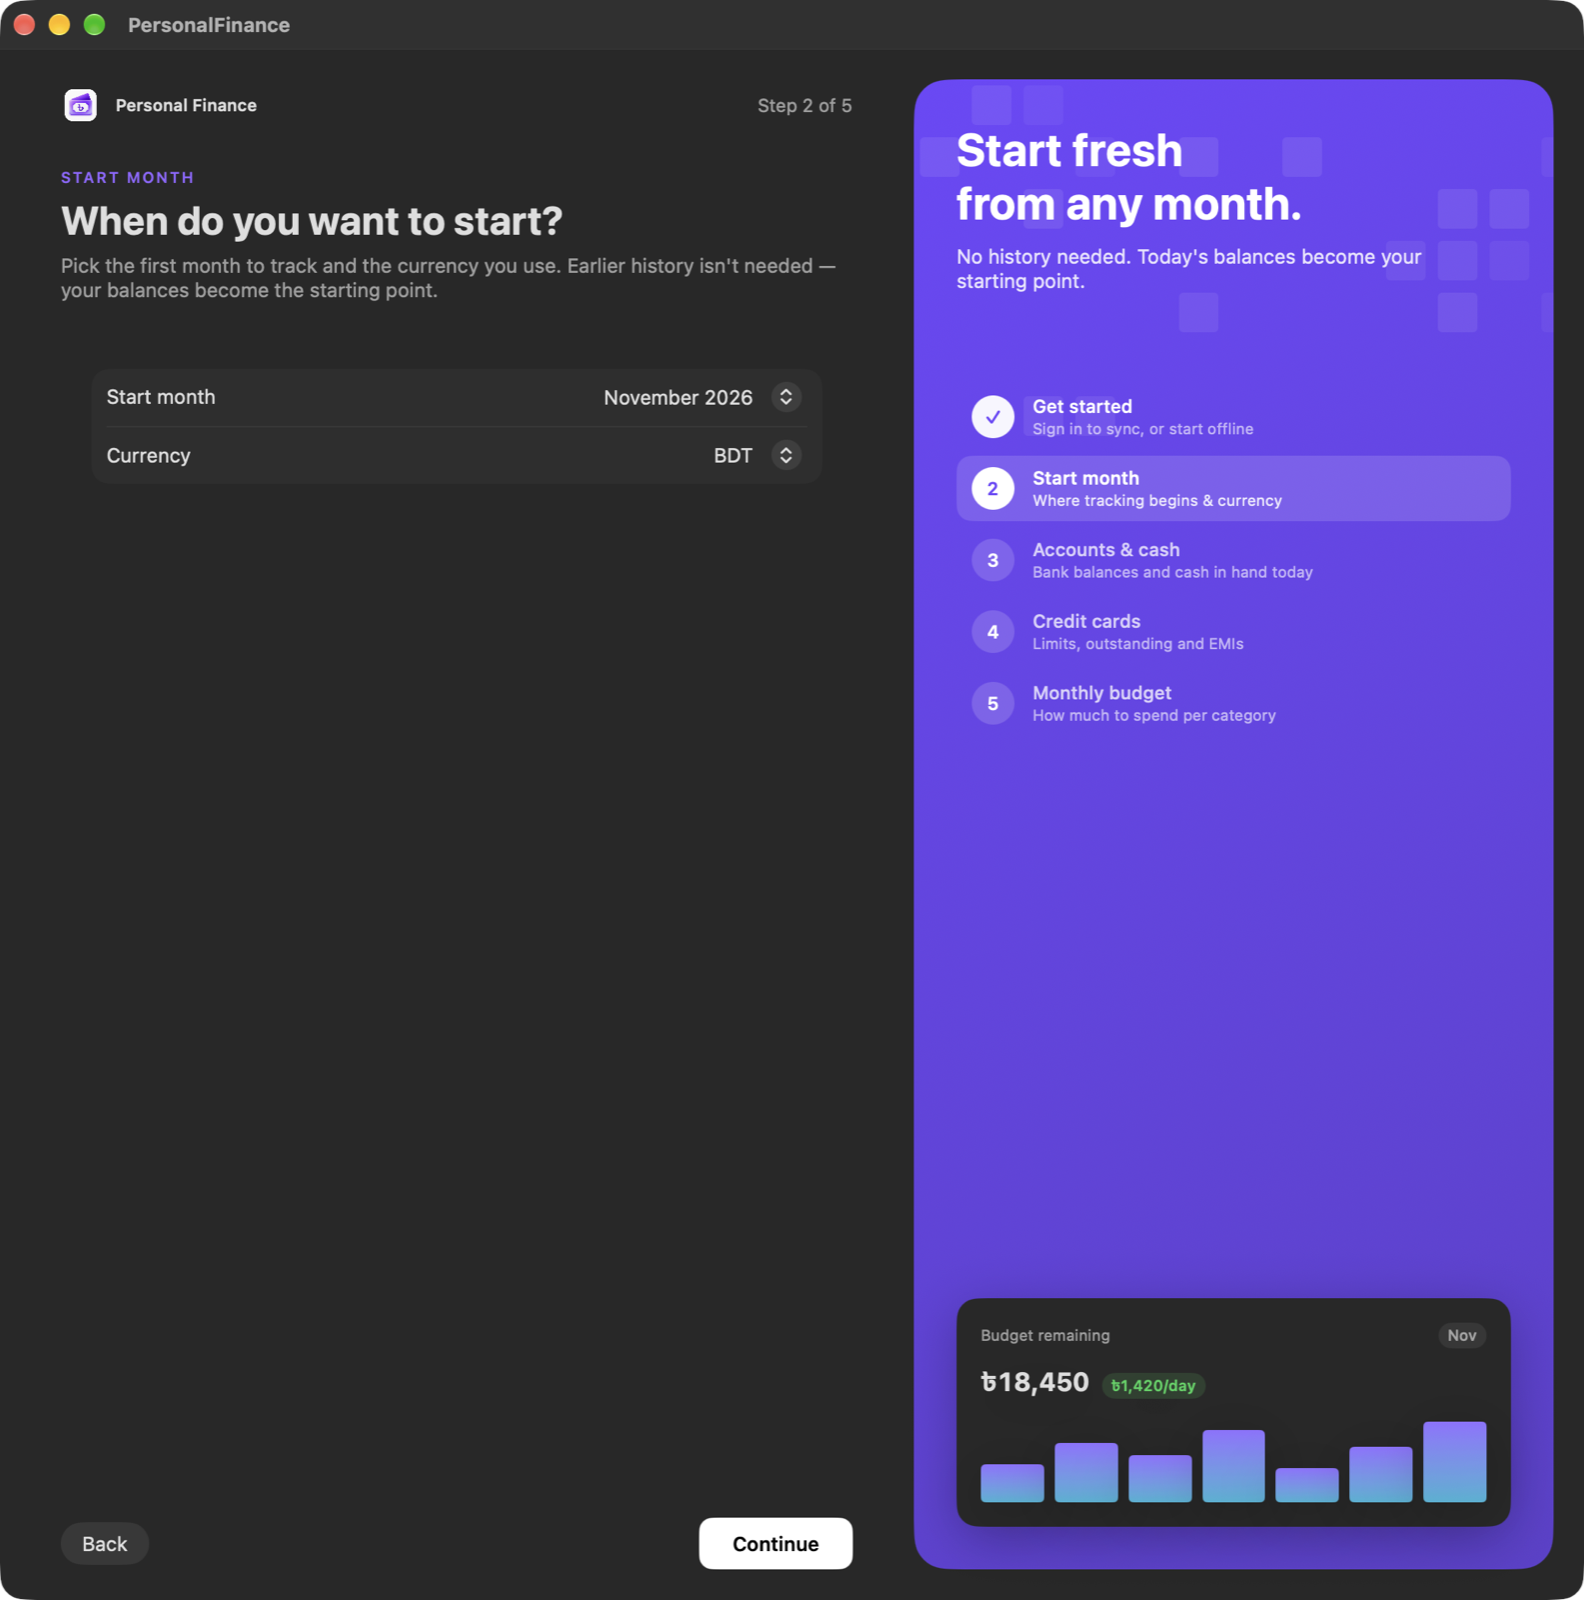 PersonalFinance
Personal Finance
Step 2 of 5
START MONTH
When do you want to start?
Pick the first month to track and the currency you use. Earlier history isn't needed —
your balances become the starting point.
Start month
November 2026
Currency
BDT
Back
Continue
Start fresh
from any month.
No history needed. Today's balances become your
starting point.
Get started
Sign in to sync, or start offline
2
Start month
Where tracking begins & currency
3
Accounts & cash
Bank balances and cash in hand today
4
Credit cards
Limits, outstanding and EMIs
5
Monthly budget
How much to spend per category
Budget remaining
Nov
৳18,450
৳1,420/day